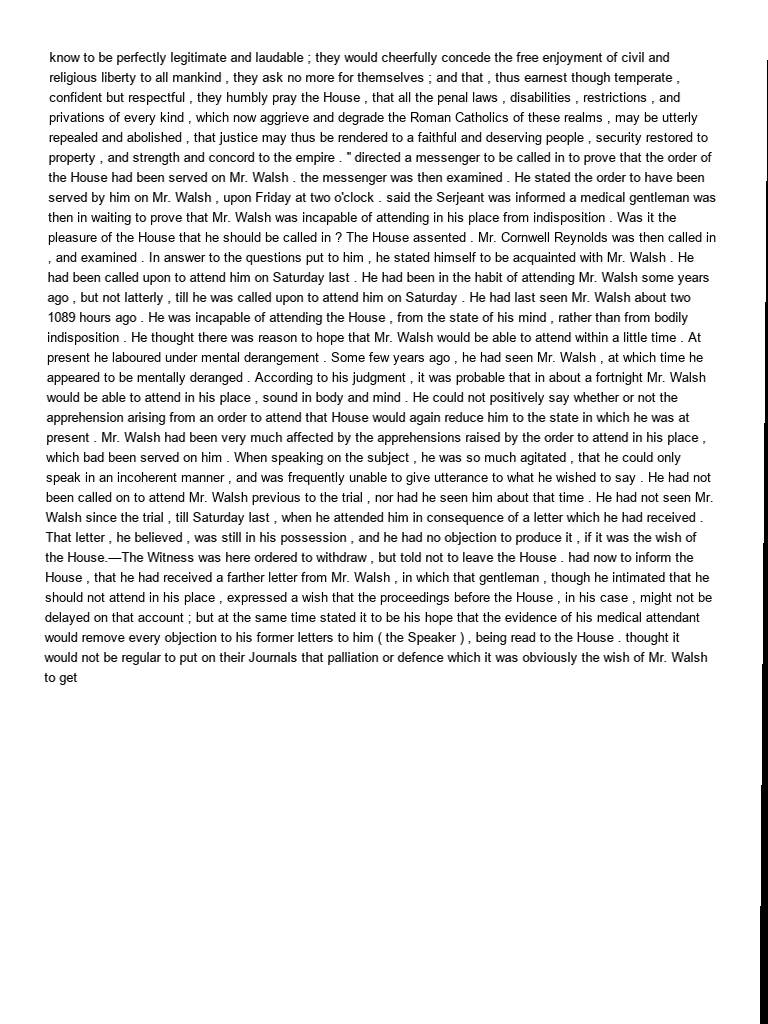 know to be perfectly legitimate and laudable ; they would cheerfully concede the free enjoyment of civil and
religious liberty to all mankind , they ask no more for themselves ; and that , thus earnest though temperate ,
confident but respectful , they humbly pray the House , that all the penal laws , disabilities , restrictions , and
privations of every kind , which now aggrieve and degrade the Roman Catholics of these realms , may be utterly
repealed and abolished , that justice may thus be rendered to a faithful and deserving people , security restored to
property , and strength and concord to the empire . " directed a messenger to be called in to prove that the order of
the House had been served on Mr. Walsh . the messenger was then examined . He stated the order to have been
served by him on Mr. Walsh , upon Friday at two o'clock . said the Serjeant was informed a medical gentleman was
then in waiting to prove that Mr. Walsh was incapable of attending in his place from indisposition . Was it the
pleasure of the House that he should be called in ? The House assented . Mr. Cornwell Reynolds was then called in
, and examined . In answer to the questions put to him , he stated himself to be acquainted with Mr. Walsh . He
had been called upon to attend him on Saturday last . He had been in the habit of attending Mr. Walsh some years
ago , but not latterly , till he was called upon to attend him on Saturday . He had last seen Mr. Walsh about two
1089 hours ago . He was incapable of attending the House , from the state of his mind , rather than from bodily
indisposition . He thought there was reason to hope that Mr. Walsh would be able to attend within a little time . At
present he laboured under mental derangement . Some few years ago , he had seen Mr. Walsh , at which time he
appeared to be mentally deranged . According to his judgment , it was probable that in about a fortnight Mr. Walsh
would be able to attend in his place , sound in body and mind . He could not positively say whether or not the
apprehension arising from an order to attend that House would again reduce him to the state in which he was at
present . Mr. Walsh had been very much affected by the apprehensions raised by the order to attend in his place ,
which bad been served on him . When speaking on the subject , he was so much agitated , that he could only
speak in an incoherent manner , and was frequently unable to give utterance to what he wished to say . He had not
been called on to attend Mr. Walsh previous to the trial , nor had he seen him about that time . He had not seen Mr.
Walsh since the trial , till Saturday last , when he attended him in consequence of a letter which he had received .
That letter , he believed , was still in his possession , and he had no objection to produce it , if it was the wish of
the House.—The Witness was here ordered to withdraw , but told not to leave the House . had now to inform the
House , that he had received a farther letter from Mr. Walsh , in which that gentleman , though he intimated that he
should not attend in his place , expressed a wish that the proceedings before the House , in his case , might not be
delayed on that account ; but at the same time stated it to be his hope that the evidence of his medical attendant
would remove every objection to his former letters to him ( the Speaker ) , being read to the House . thought it
would not be regular to put on their Journals that palliation or defence which it was obviously the wish of Mr. Walsh
to get